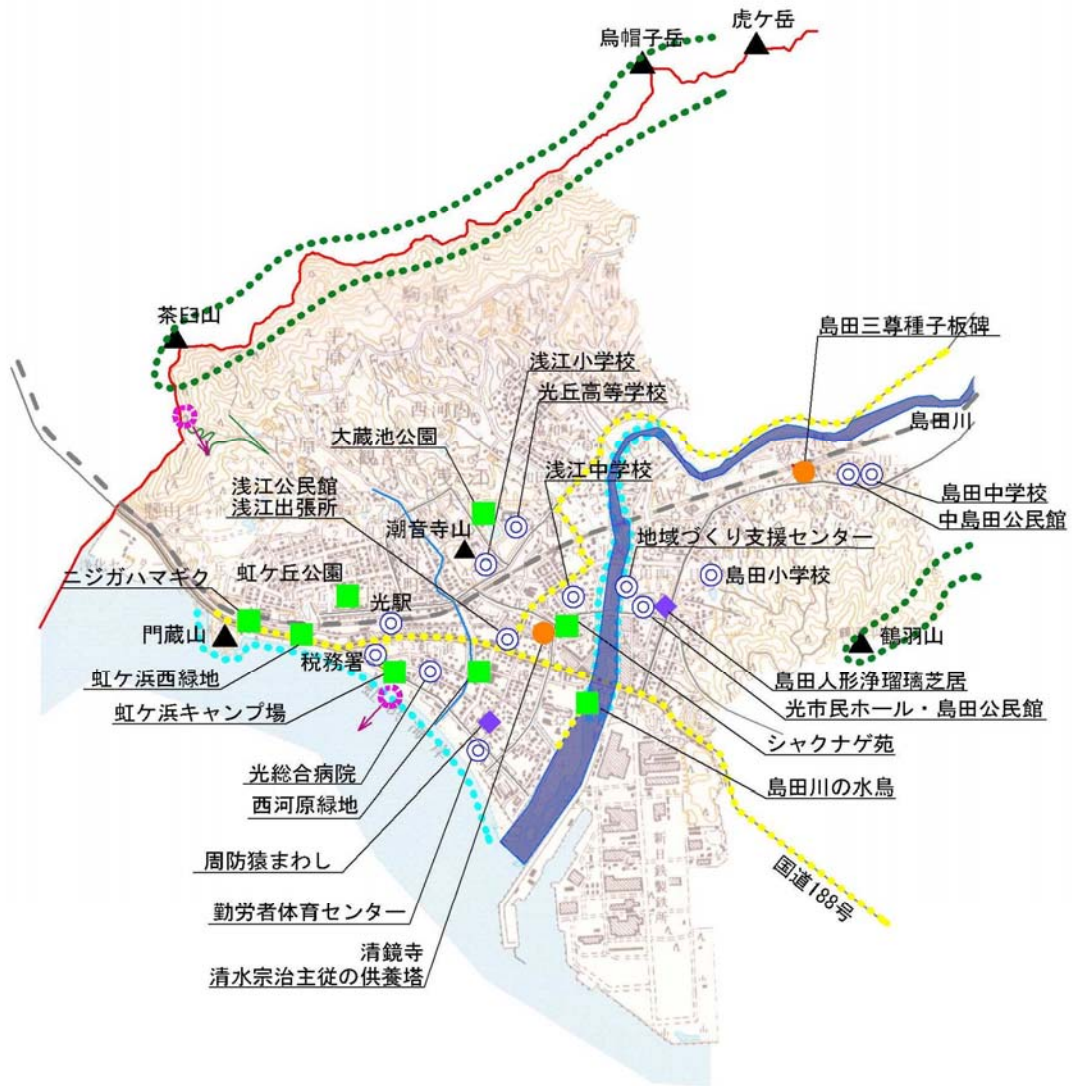 虎ケ岳
烏帽子岳
茶臼山
島田三尊種子板碑
浅江小学校
光丘高等学校
島田川
大蔵池公園
浅江中学校
浅江公民館
浅江出張所
島田中学校
中島田公民館
潮音寺山
地域づくり支援センター
ニジガハマギク
虹ケ丘公園
島田小学校
光駅
門蔵山
鶴羽山
税務署
虹ケ浜西緑地
島田人形浄瑠璃芝居
虹ケ浜キャンプ場
光市民ホール・島田公民館
シャクナゲ苑
光総合病院
島田川の水鳥
西河原緑地
周防猿まわし
国道188号
勤労者体育センター
清鏡寺
清水宗治主従の供養塔